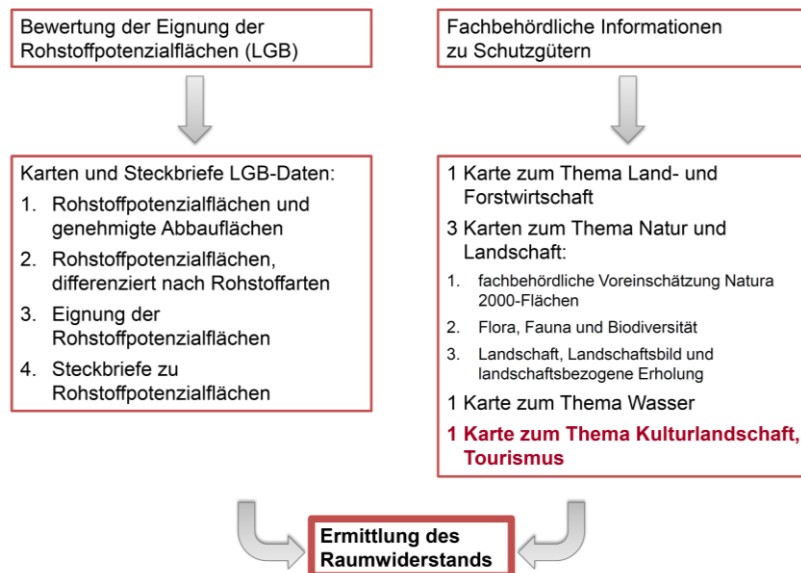 Bewertung der Eignung der
Rohstoffpotenzialflächen (LGB)
Karten und Steckbriefe LGB-Daten:
1. Rohstoffpotenzialflächen und
genehmigte Abbauflächen
2. Rohstoffpotenzialflächen,
differenziert nach Rohstoffarten
3. Eignung der
Rohstoffpotenzialflächen
4. Steckbriefe zu
Rohstoffpotenzialflächen
Fachbehördliche Informationen
zu Schutzgütern
1 Karte zum Thema Land- und
Forstwirtschaft
3 Karten zum Thema Natur und
Landschaft:
1. fachbehördliche Voreinschätzung Natura
2000-Flächen
2. Flora, Fauna und Biodiversität
3. Landschaft, Landschaftsbild und
landschaftsbezogene Erholung
1 Karte zum Thema Wasser
1 Karte zum Thema Kulturlandschaft,
Tourismus
Ermittlung des
Raumwiderstands